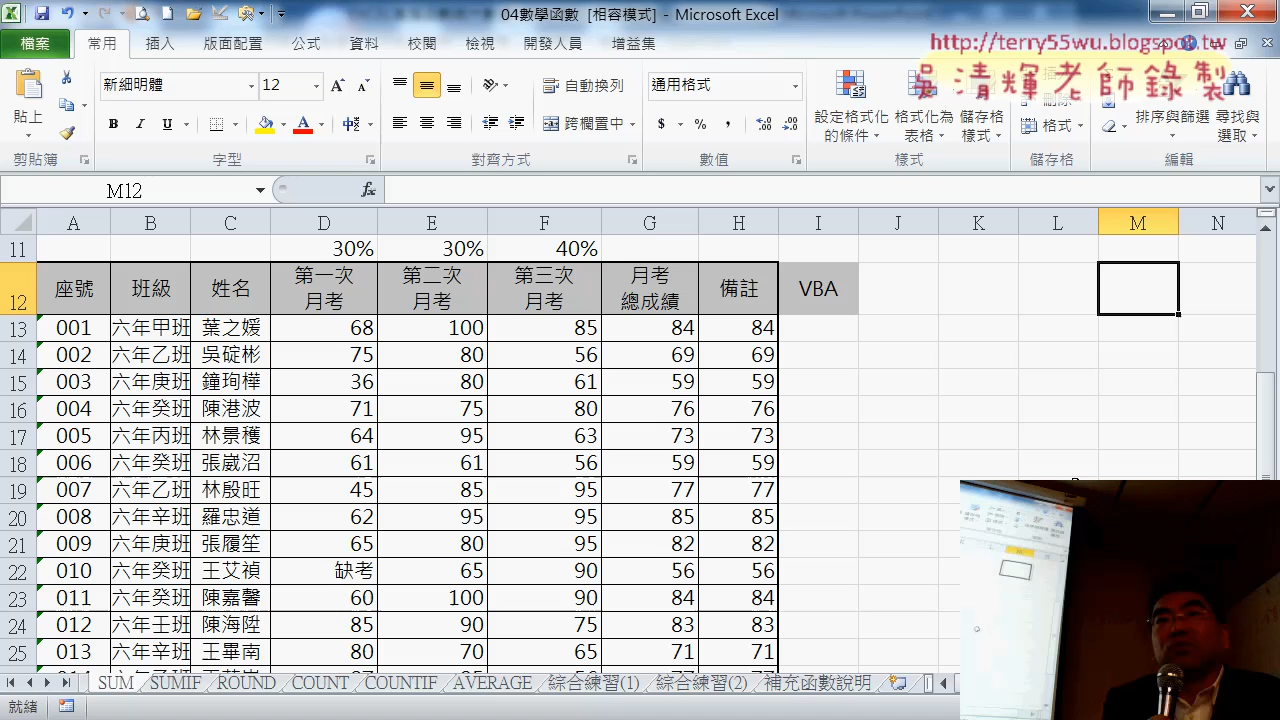 04數學函數 [相容模式] - Microsoft Excel
檔案 常用 插入 版面配置 公式 資料 校閱 檢視 開發人員 增益集
http://terry55wu.blogspot.tw
吳清輝老師錄製
新細明體 12 自動換列 通用格式
貼上 跨欄置中 設定格式化的條件 格式化為表格 儲存格樣式 刪除 格式 排序與篩選 尋找與選取
剪貼簿 字型 對齊方式 數值 樣式 儲存格 編輯
M12 fx
A B C D E F G H I J K L M N
11 30% 30% 40%
12 座號 班級 姓名 第一次月考 第二次月考 第三次月考 月考總成績 備註 VBA
13 001 六年甲班 葉之媛 68 100 85 84 84
14 002 六年乙班 吳碇彬 75 80 56 69 69
15 003 六年庚班 鐘珣樺 36 80 61 59 59
16 004 六年癸班 陳港波 71 75 80 76 76
17 005 六年丙班 林景穫 64 95 63 73 73
18 006 六年癸班 張崴沼 61 61 56 59 59
19 007 六年乙班 林殷旺 45 85 95 77 77
20 008 六年辛班 羅忠道 62 95 95 85 85
21 009 六年庚班 張履笙 65 80 95 82 82
22 010 六年癸班 王艾禎 缺考 65 90 56 56
23 011 六年癸班 陳嘉馨 60 100 90 84 84
24 012 六年壬班 陳海陞 85 90 75 83 83
25 013 六年辛班 王畢南 80 70 65 71 71
SUM SUMIF ROUND COUNT COUNTIF AVERAGE 綜合練習(1) 綜合練習(2) 補充函數說明
就緒